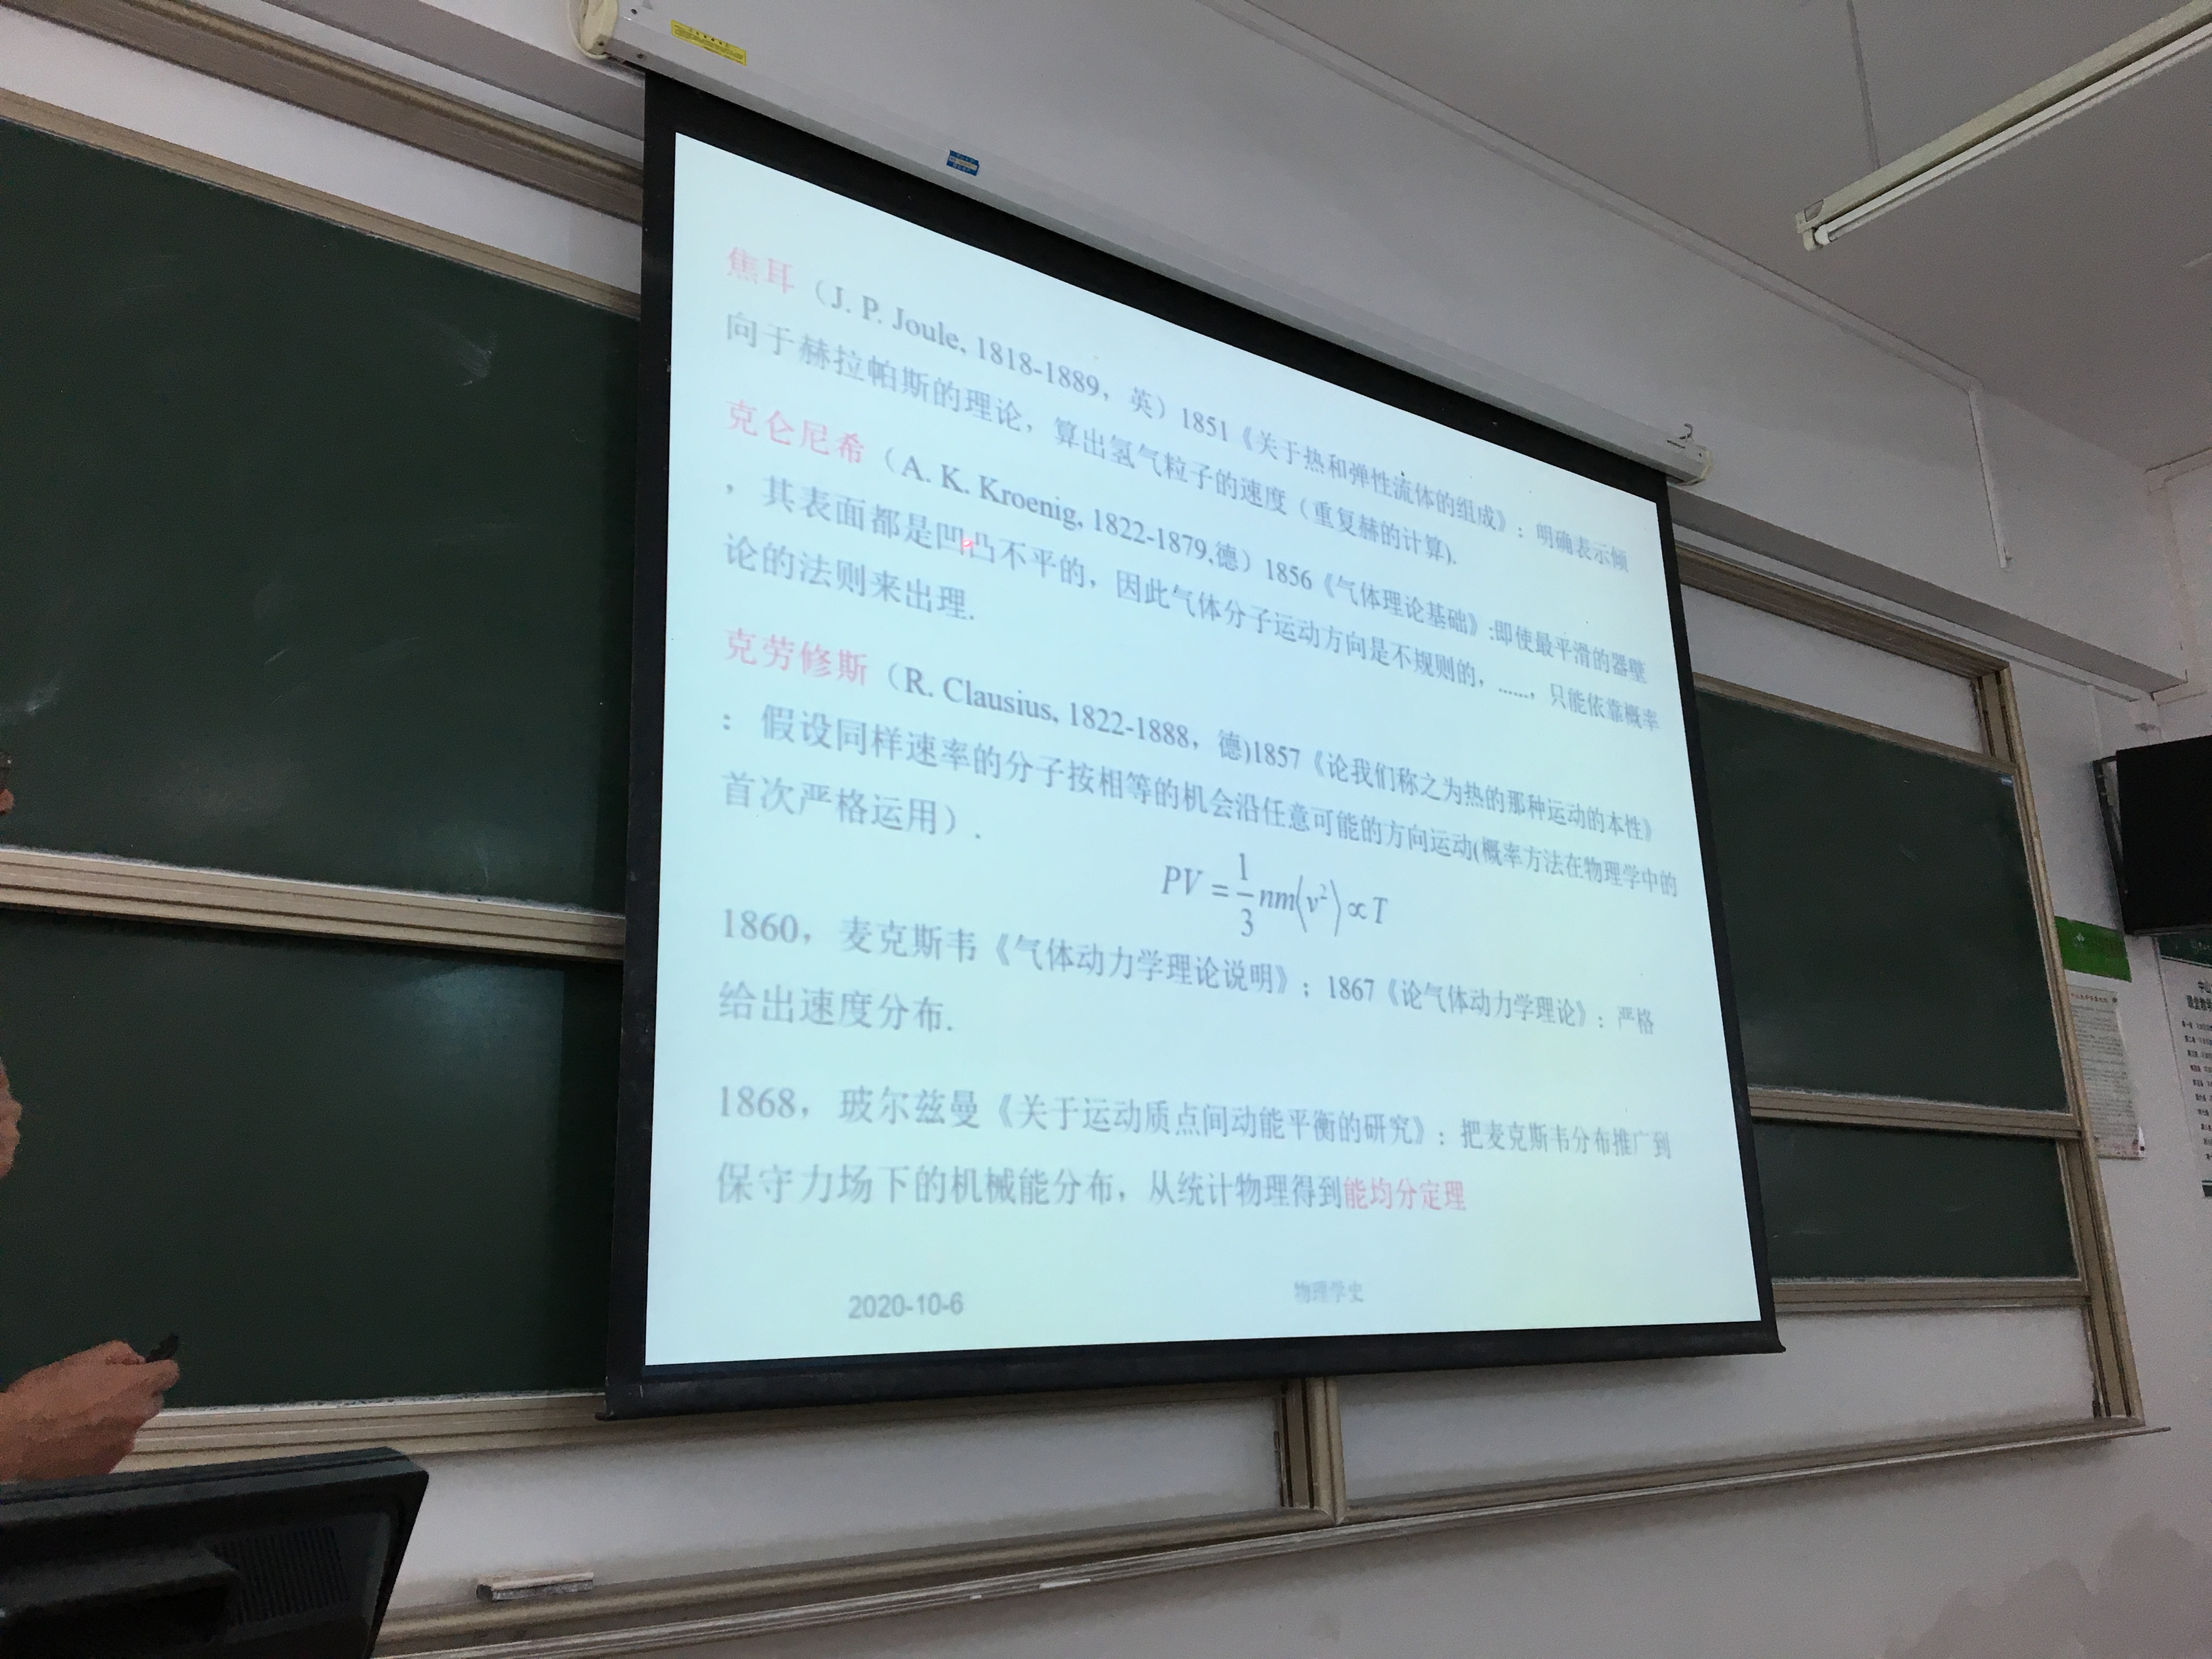 焦耳（J. P. Joule, 1818-1889，英）1851《关于热和弹性流体的组成》：明确表示倾
向于赫拉帕斯的理论，算出氢气粒子的速度（重复赫的计算).
克仑尼希（A. K. Kroenig, 1822-1879,德）1856《气体理论基础》:即使最平滑的器壁
，其表面都是凹凸不平的，因此气体分子运动方向是不规则的，......，只能依靠概率
论的法则来出理.
克劳修斯（R. Clausius, 1822-1888，德)1857《论我们称之为热的那种运动的本性》
：假设同样速率的分子按相等的机会沿任意可能的方向运动(概率方法在物理学中的
首次严格运用）.
PV = 1/3 nm⟨v²⟩ ∝ T
1860，麦克斯韦《气体动力学理论说明》；1867《论气体动力学理论》：严格
给出速度分布.
1868，玻尔兹曼《关于运动质点间动能平衡的研究》：把麦克斯韦分布推广到
保守力场下的机械能分布，从统计物理得到能均分定理
2020-10-6
物理学史